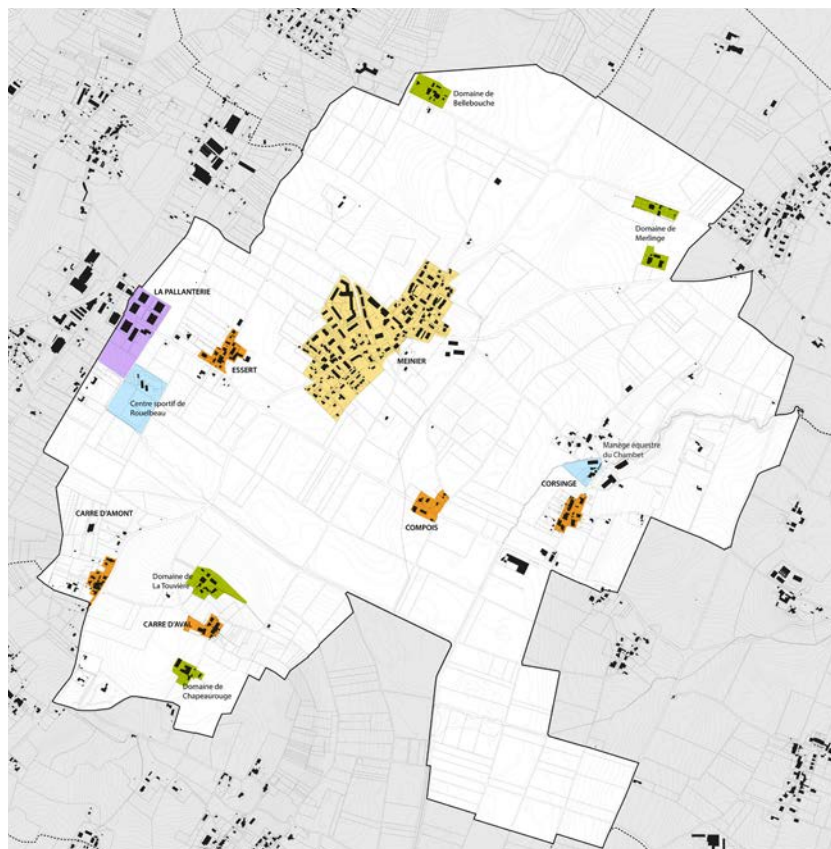 Domaine de
Bellebouche
Domaine de
Merlinge
LA PALLANTERIE
ESSERT
MEINIER
Centre sportif de
Rouelbeau
Manège équestre
du Chambet
CORSINGE
COMPOIS
CARRE D'AMONT
Domaine de
La Touvière
CARRE D'AVAL
Domaine de
Chapeaurouge